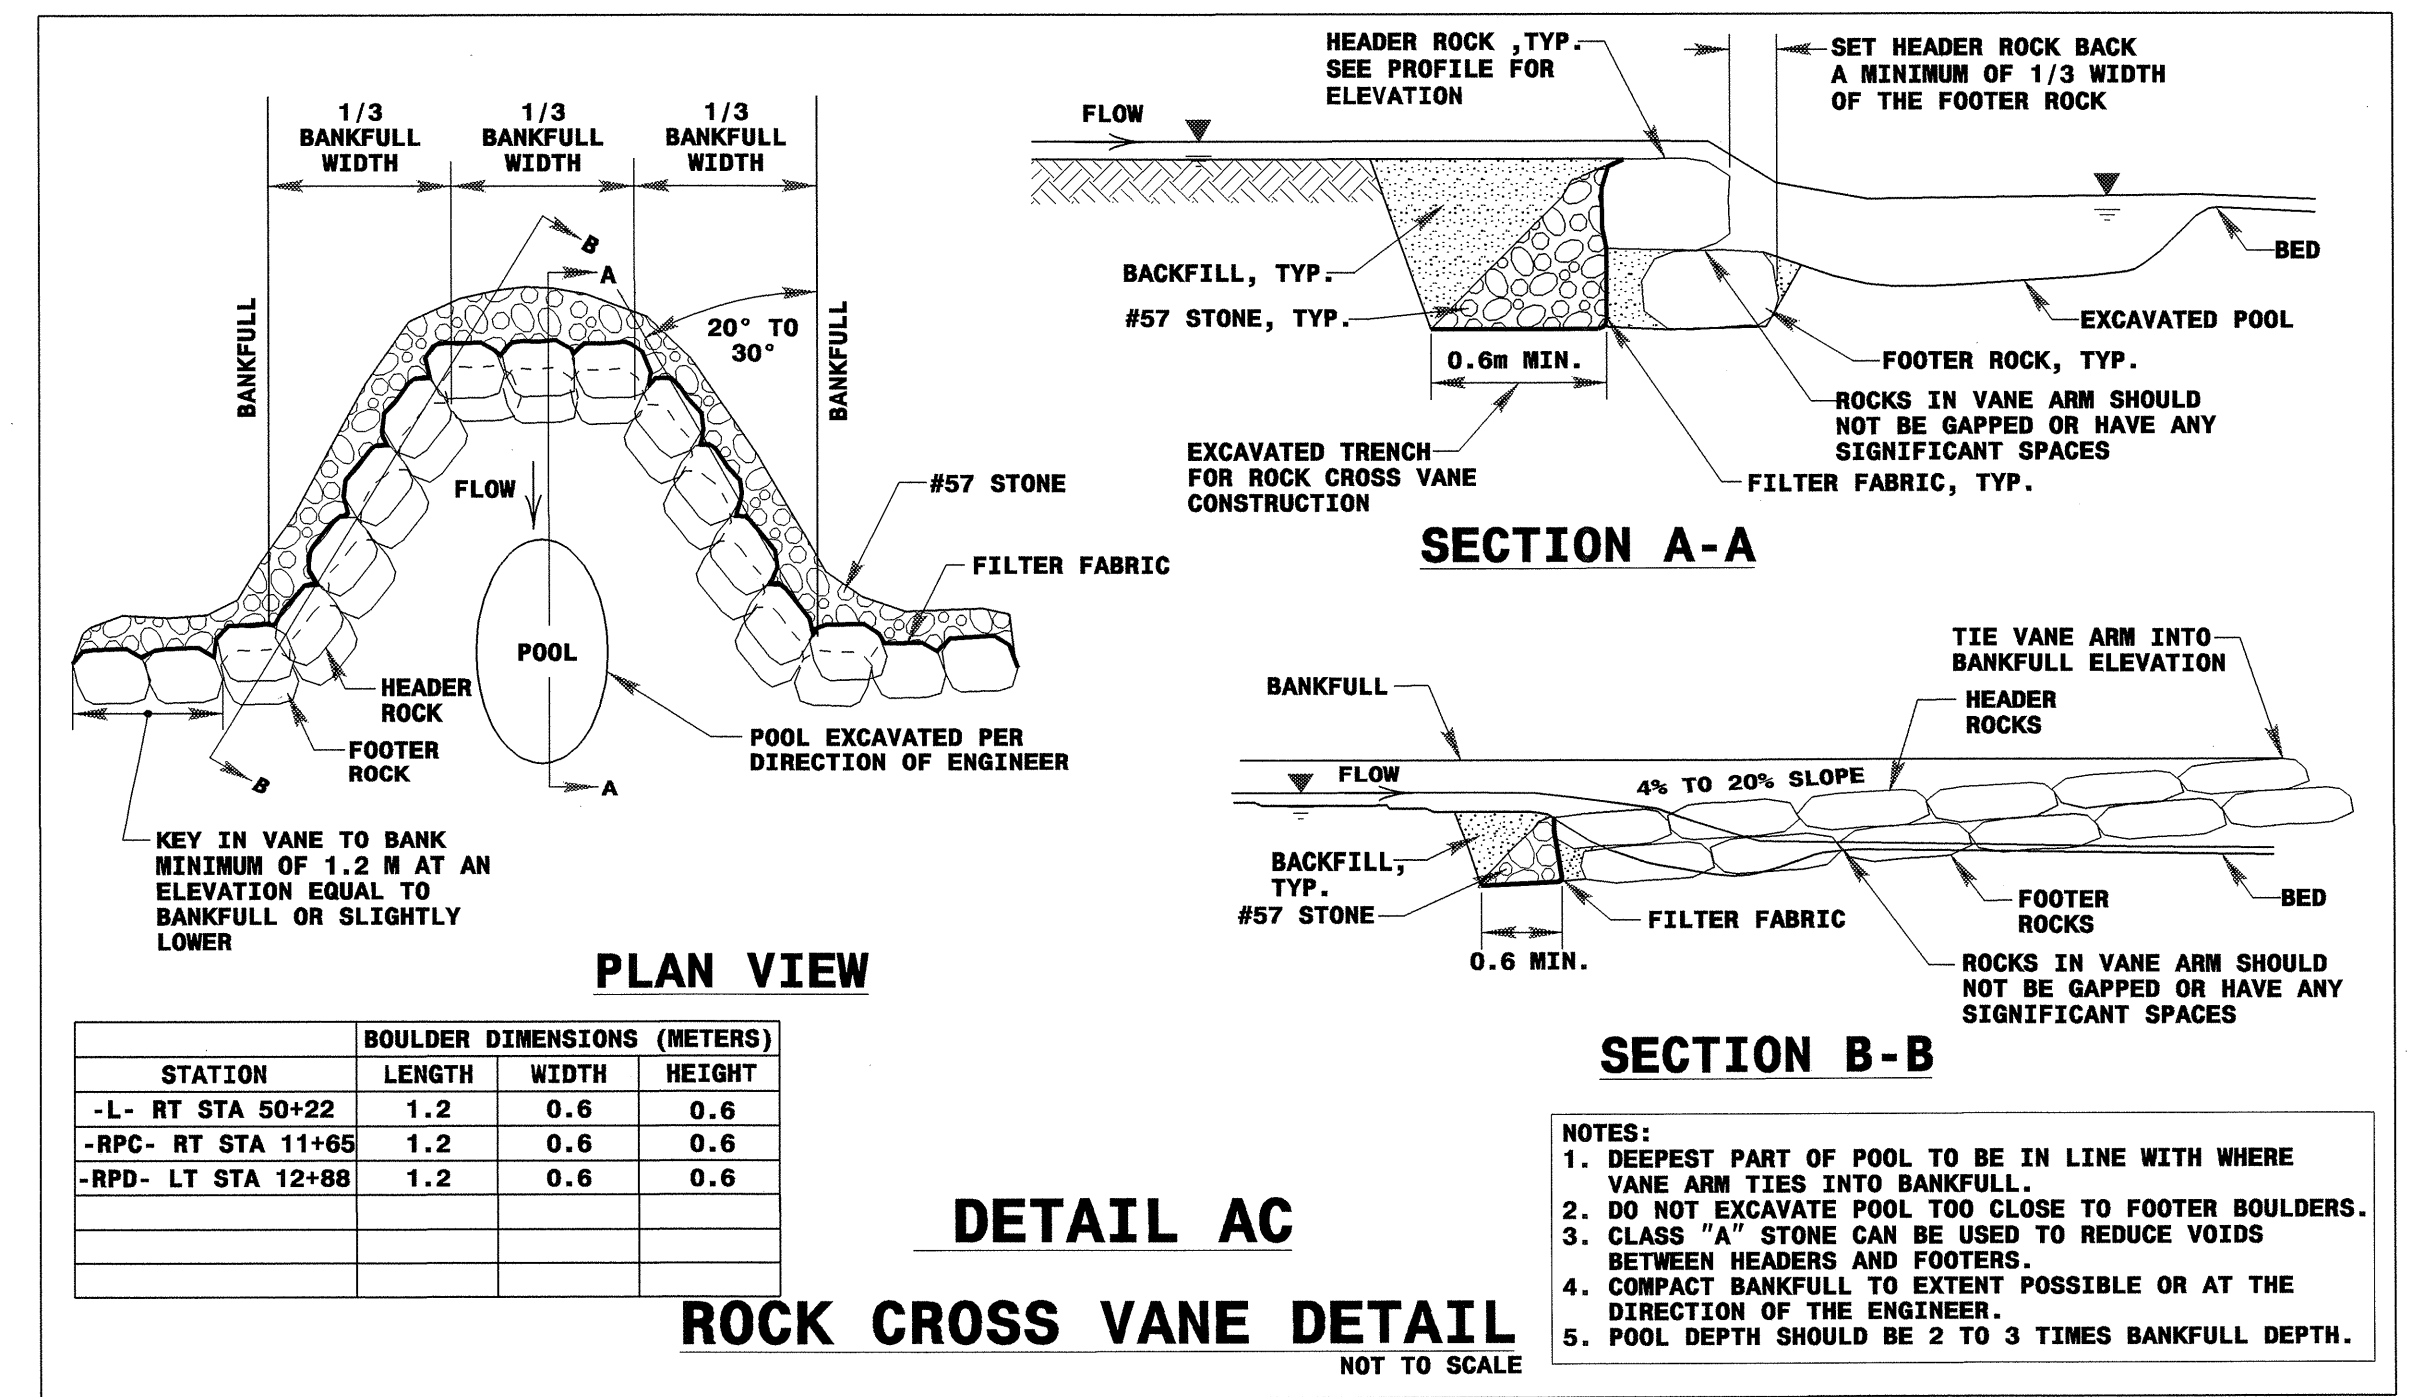 1/3
BANKFULL
WIDTH
1/3
BANKFULL
WIDTH
1/3
BANKFULL
WIDTH
B
A
20° TO
30°
BANKFULL
BANKFULL
FLOW
#57 STONE
FILTER FABRIC
POOL
HEADER
ROCK
FOOTER
ROCK
B
A
POOL EXCAVATED PER
DIRECTION OF ENGINEER
KEY IN VANE TO BANK
MINIMUM OF 1.2 M AT AN
ELEVATION EQUAL TO
BANKFULL OR SLIGHTLY
LOWER
PLAN VIEW
HEADER ROCK ,TYP.
SEE PROFILE FOR
ELEVATION
SET HEADER ROCK BACK
A MINIMUM OF 1/3 WIDTH
OF THE FOOTER ROCK
FLOW
BACKFILL, TYP.
#57 STONE, TYP.
0.6m MIN.
BED
EXCAVATED POOL
FOOTER ROCK, TYP.
ROCKS IN VANE ARM SHOULD
NOT BE GAPPED OR HAVE ANY
SIGNIFICANT SPACES
FILTER FABRIC, TYP.
EXCAVATED TRENCH
FOR ROCK CROSS VANE
CONSTRUCTION
SECTION A-A
TIE VANE ARM INTO
BANKFULL ELEVATION
BANKFULL
HEADER
ROCKS
FLOW
4% TO 20% SLOPE
BACKFILL,
TYP.
#57 STONE
0.6 MIN.
FILTER FABRIC
FOOTER
ROCKS
BED
ROCKS IN VANE ARM SHOULD
NOT BE GAPPED OR HAVE ANY
SIGNIFICANT SPACES
SECTION B-B
BOULDER DIMENSIONS (METERS)
STATION LENGTH WIDTH HEIGHT
-L- RT STA 50+22 1.2 0.6 0.6
-RPC- RT STA 11+65 1.2 0.6 0.6
-RPD- LT STA 12+88 1.2 0.6 0.6
DETAIL AC
ROCK CROSS VANE DETAIL
NOT TO SCALE
NOTES:
1. DEEPEST PART OF POOL TO BE IN LINE WITH WHERE
VANE ARM TIES INTO BANKFULL.
2. DO NOT EXCAVATE POOL TOO CLOSE TO FOOTER BOULDERS.
3. CLASS "A" STONE CAN BE USED TO REDUCE VOIDS
BETWEEN HEADERS AND FOOTERS.
4. COMPACT BANKFULL TO EXTENT POSSIBLE OR AT THE
DIRECTION OF THE ENGINEER.
5. POOL DEPTH SHOULD BE 2 TO 3 TIMES BANKFULL DEPTH.